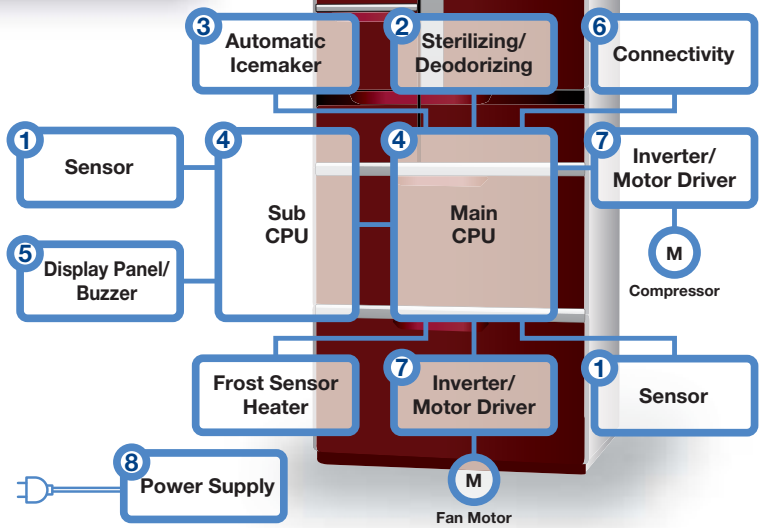 3
Automatic
Icemaker
2
Sterilizing/
Deodorizing
6
Connectivity
1
Sensor
4
Sub
CPU
4
Main
CPU
7
Inverter/
Motor Driver
M
Compressor
5
Display Panel/
Buzzer
Frost Sensor
Heater
7
Inverter/
Motor Driver
M
Fan Motor
1
Sensor
8
Power Supply